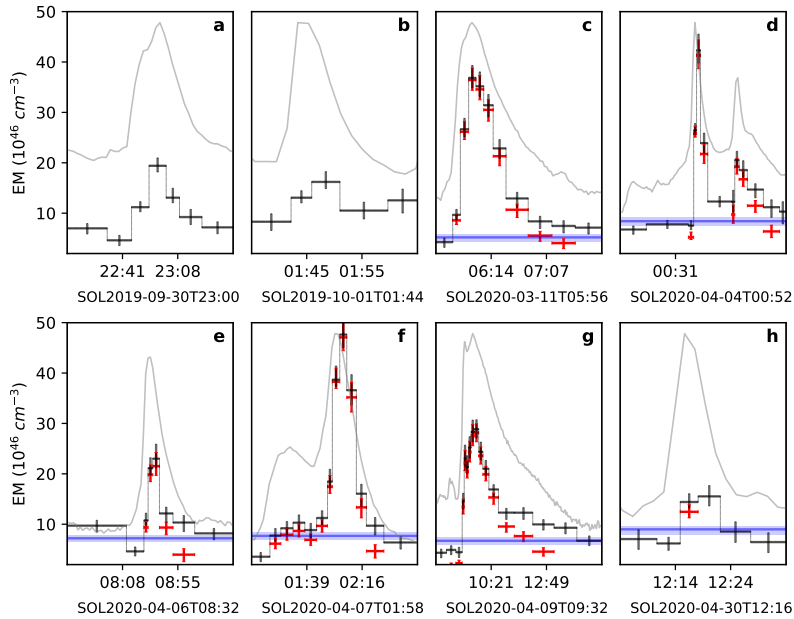 50
40
30
20
10
EM (10^46 cm^-3)
a
b
c
d
22:41 23:08
01:45 01:55
06:14 07:07
00:31
SOL2019-09-30T23:00
SOL2019-10-01T01:44
SOL2020-03-11T05:56
SOL2020-04-04T00:52
50
40
30
20
10
EM (10^46 cm^-3)
e
f
g
h
08:08 08:55
01:39 02:16
10:21 12:49
12:14 12:24
SOL2020-04-06T08:32
SOL2020-04-07T01:58
SOL2020-04-09T09:32
SOL2020-04-30T12:16